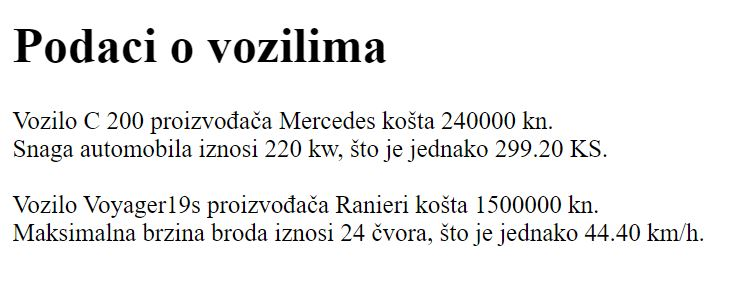 Podaci o vozilima
Vozilo C 200 proizvođača Mercedes košta 240000 kn.
Snaga automobila iznosi 220 kw, što je jednako 299.20 KS.
Vozilo Voyager19s proizvođača Ranieri košta 1500000 kn.
Maksimalna brzina broda iznosi 24 čvora, što je jednako 44.40 km/h.